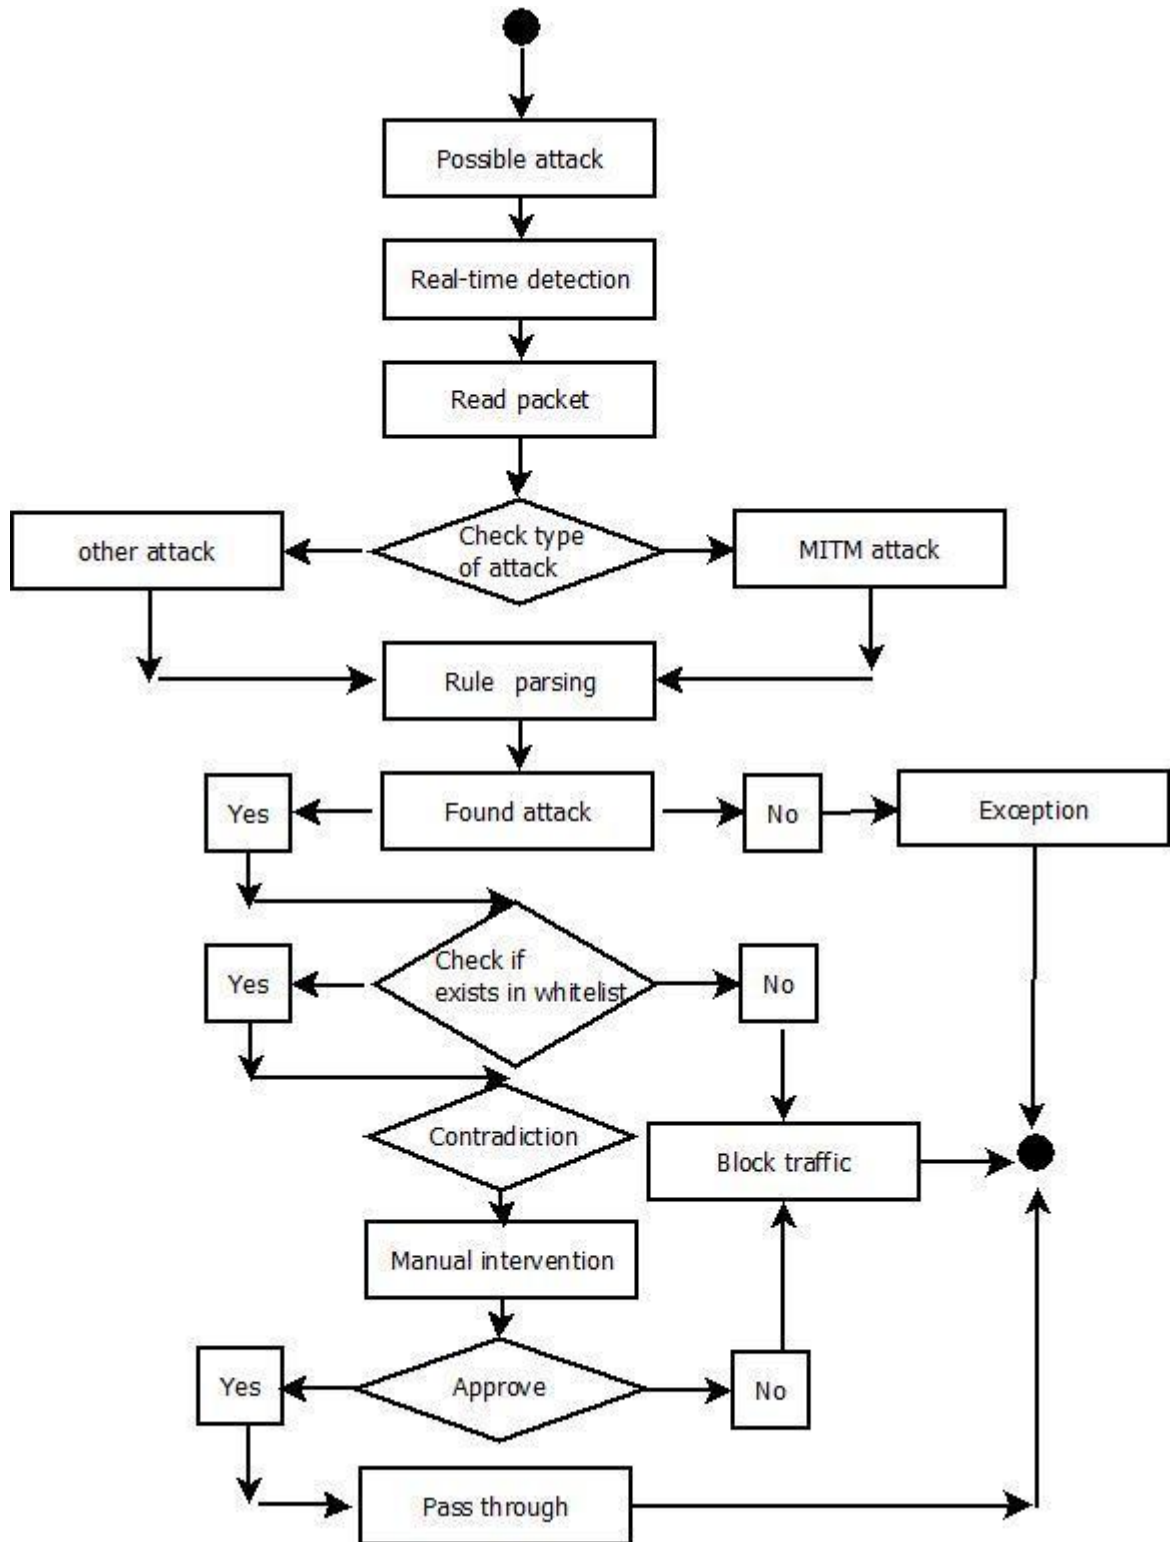 Possible attack
Real-time detection
Read packet
other attack
Check type
of attack
MITM attack
Rule parsing
Yes
Found attack
No
Exception
Yes
Check if
exists in whitelist
No
Contradiction
Block traffic
Manual intervention
Yes
Approve
No
Pass through